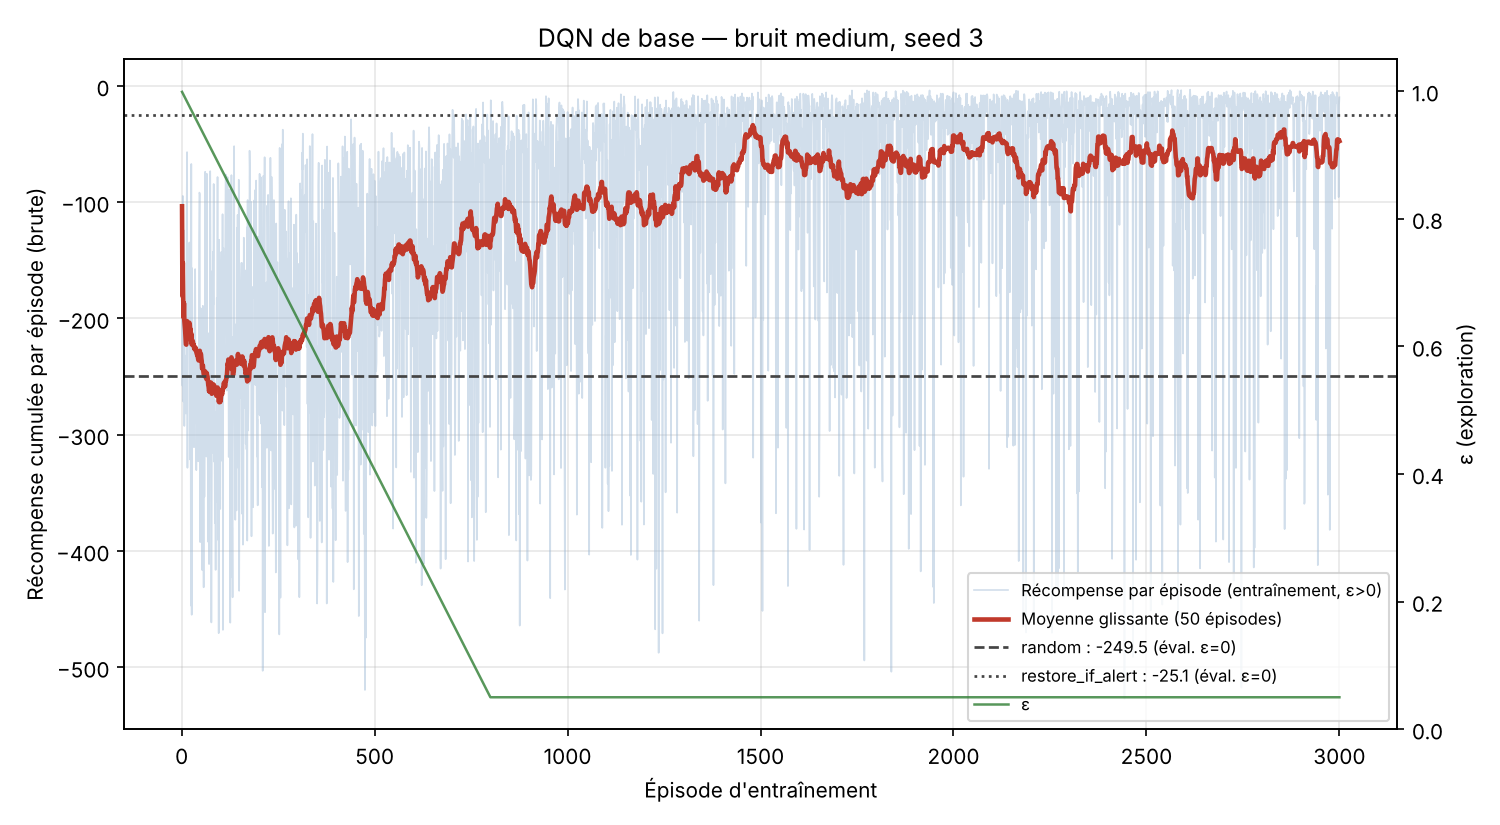 DQN de base — bruit medium, seed 3
Récompense cumulée par épisode (brute)
0
−100
−200
−300
−400
−500
1.0
0.8
0.6
0.4
0.2
0.0
ε (exploration)
Récompense par épisode (entraînement, ε>0)
Moyenne glissante (50 épisodes)
random : -249.5 (éval. ε=0)
restore_if_alert : -25.1 (éval. ε=0)
ε
0 500 1000 1500 2000 2500 3000
Épisode d'entraînement